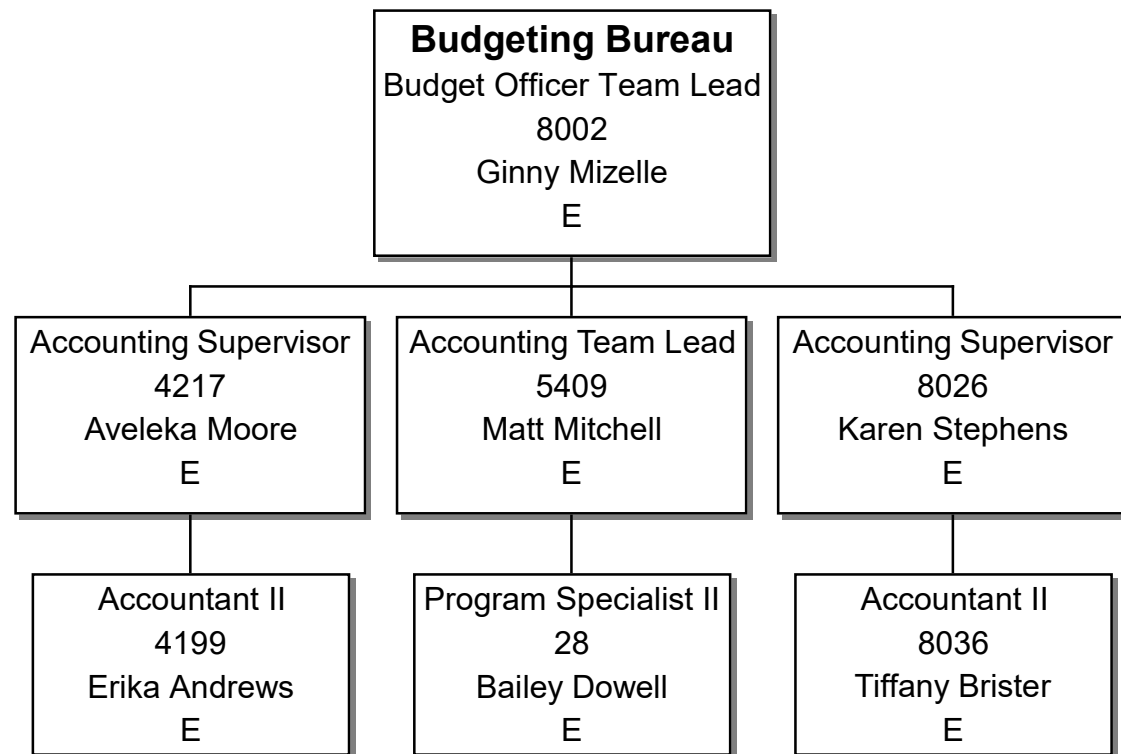 Budgeting Bureau
Budget Officer Team Lead
8002
Ginny Mizelle
E
Accounting Supervisor
4217
Aveleka Moore
E
Accounting Team Lead
5409
Matt Mitchell
E
Accounting Supervisor
8026
Karen Stephens
E
Accountant II
4199
Erika Andrews
E
Program Specialist II
28
Bailey Dowell
E
Accountant II
8036
Tiffany Brister
E